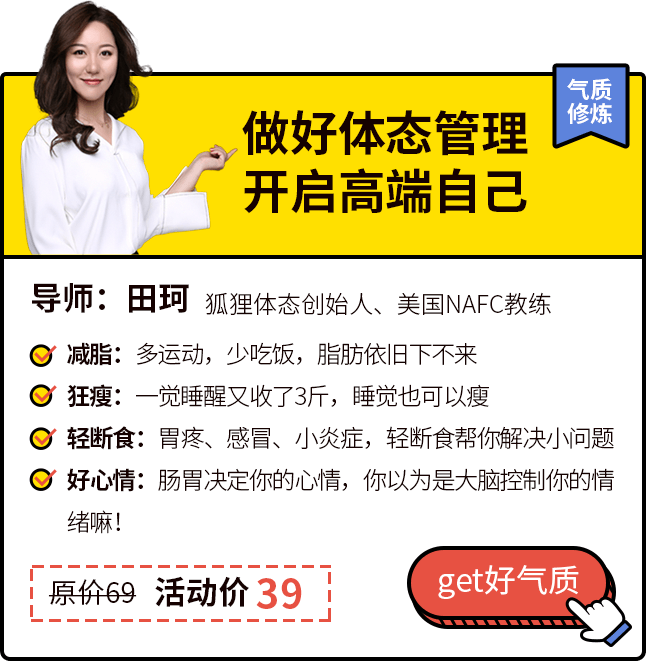 气质
修炼
做好体态管理
开启高端自己
导师：田珂 狐狸体态创始人、美国NAFC教练
减脂：多运动，少吃饭，脂肪依旧下不来
狂瘦：一觉睡醒又收了3斤，睡觉也可以瘦
轻断食：胃疼、感冒、小炎症，轻断食帮你解决小问题
好心情：肠胃决定你的心情，你以为是大脑控制你的情
绪嘛！
原价69 活动价39
get好气质